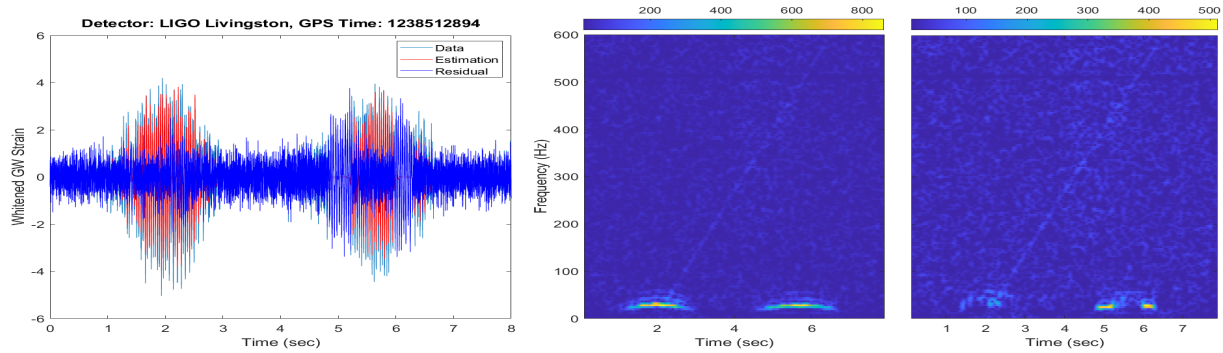 Detector: LIGO Livingston, GPS Time: 1238512894
Data
Estimation
Residual
6
4
2
0
-2
-4
-6
Whitened GW Strain
0 1 2 3 4 5 6 7 8
Time (sec)
200 400 600 800
600
500
400
300
200
100
0
Frequency (Hz)
2 4 6
Time (sec)
100 200 300 400 500
1 2 3 4 5 6 7
Time (sec)